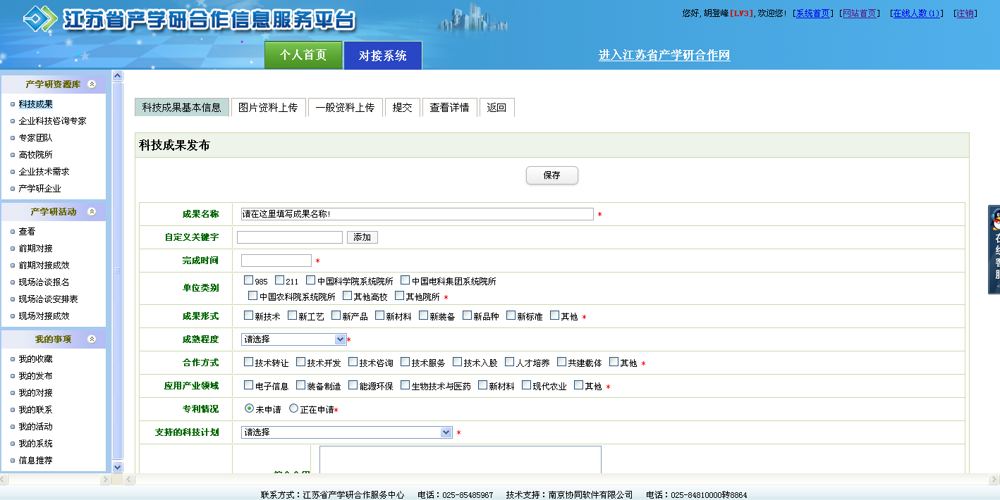 江苏省产学研合作信息服务平台
您好,胡登峰[LV3],欢迎您! [系统首页] [网站首页] [在线人数(1)] [注销]
个人首页 对接系统 进入江苏省产学研合作网
产学研资源库
科技成果
企业科技咨询专家
专家团队
高校院所
企业技术需求
产学研企业
产学研活动
查看
前期对接
前期对接成效
现场洽谈报名
现场洽谈安排表
现场对接成效
我的事项
我的收藏
我的发布
我的对接
我的联系
我的活动
我的系统
信息推荐
科技成果基本信息 图片资料上传 一般资料上传 提交 查看详情 返回
科技成果发布
保存
成果名称 请在这里填写成果名称! *
自定义关键字 添加
完成时间 *
单位类别 985 211 中国科学院系统院所 中国电科集团系统院所
中国农科院系统院所 其他高校 其他院所 *
成果形式 新技术 新工艺 新产品 新材料 新装备 新品种 新标准 其他 *
成熟程度 请选择 *
合作方式 技术转让 技术开发 技术咨询 技术服务 技术入股 人才培养 共建载体 其他 *
应用产业领域 电子信息 装备制造 能源环保 生物技术与医药 新材料 现代农业 其他 *
专利情况 未申请 正在申请*
支持的科技计划 请选择 *
在线客服
联系方式：江苏省产学研合作服务中心 电话：025-85485967 技术支持：南京协同软件有限公司 电话：025-84810000转8864